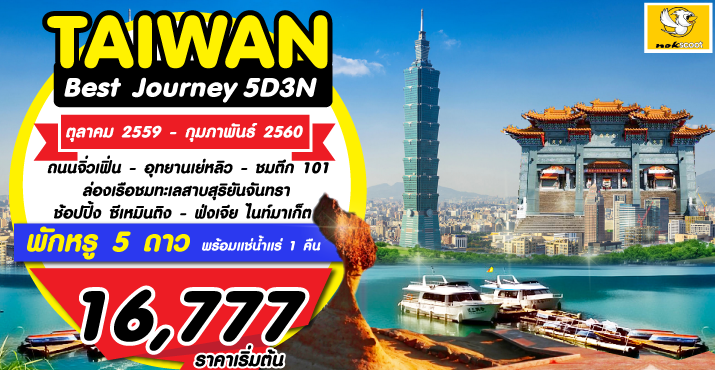 TAIWAN
Best Journey 5D3N
ตุลาคม 2559 - กุมภาพันธ์ 2560
ถนนจิ่วเฟิ่น - อุทยานเย่หลิว - ชมตึก 101
ล่องเรือชมทะเลสาบสุริยันจันทรา
ช้อปปิ้ง ซีเหมินติง - ฟงเจี่ย ไนท์มาเก็ต
พักหรู 5 ดาว พร้อมแช่น้ำแร่ 1 คืน
16,777
ราคาเริ่มต้น
nokscoot